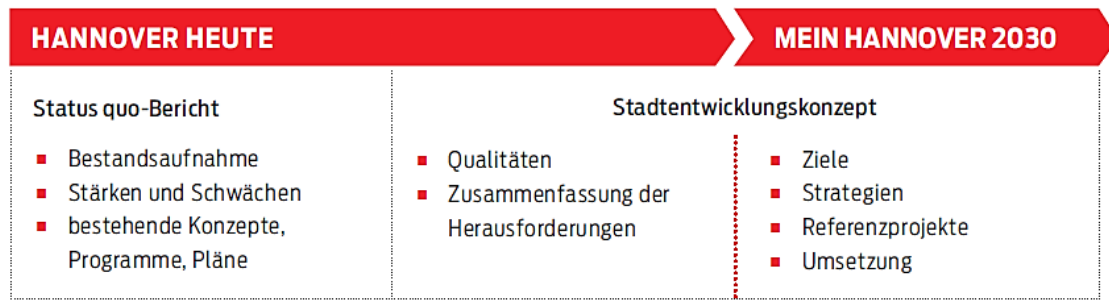 HANNOVER HEUTE
MEIN HANNOVER 2030
Status quo-Bericht
Bestandsaufnahme
Stärken und Schwächen
bestehende Konzepte,
Programme, Pläne
Stadtentwicklungskonzept
Qualitäten
Zusammenfassung der
Herausforderungen
Ziele
Strategien
Referenzprojekte
Umsetzung